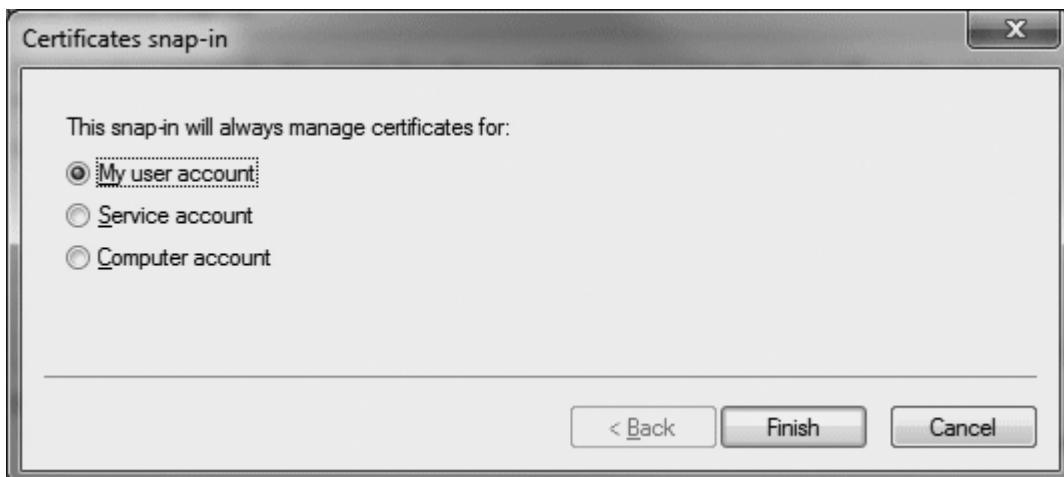 Certificates snap-in
This snap-in will always manage certificates for:
My user account
Service account
Computer account
< Back
Finish
Cancel